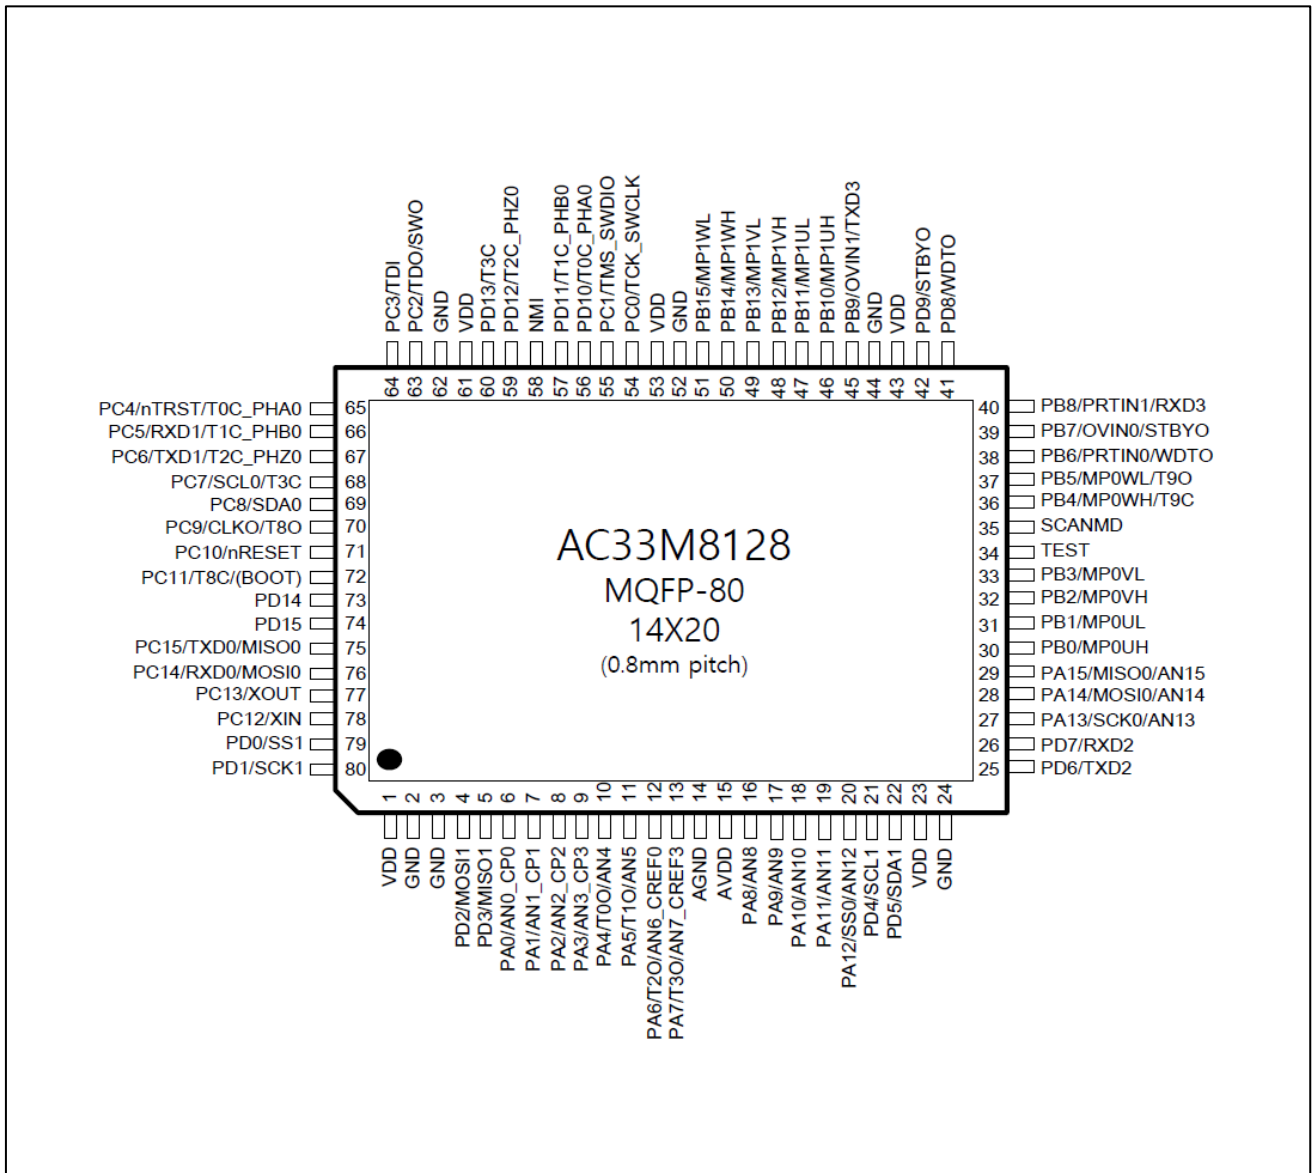 PC3/TDI
PC2/TDO/SWO
GND
VDD
PD13/T3C
PD12/T2C_PHZ0
NMI
PD11/T1C_PHB0
PD10/T0C_PHA0
PC1/TMS_SWDIO
PC0/TCK_SWCLK
VDD
GND
PB15/MP1WL
PB14/MP1WH
PB13/MP1VL
PB12/MP1VH
PB11/MP1UL
PB10/MP1UH
PB9/OVIN1/TXD3
GND
VDD
PD9/STBYO
PD8/WDTO
64 63 62 61 60 59 58 57 56 55 54 53 52 51 50 49 48 47 46 45 44 43 42 41
PC4/nTRST/T0C_PHA0 65
PC5/RXD1/T1C_PHB0 66
PC6/TXD1/T2C_PHZ0 67
PC7/SCL0/T3C 68
PC8/SDA0 69
PC9/CLKO/T8O 70
PC10/nRESET 71
PC11/T8C/(BOOT) 72
PD14 73
PD15 74
PC15/TXD0/MISO0 75
PC14/RXD0/MOSI0 76
PC13/XOUT 77
PC12/XIN 78
PD0/SS1 79
PD1/SCK1 80
AC33M8128
MQFP-80
14X20
(0.8mm pitch)
40 PB8/PRTIN1/RXD3
39 PB7/OVIN0/STBYO
38 PB6/PRTIN0/WDTO
37 PB5/MP0WL/T9O
36 PB4/MP0WH/T9C
35 SCANMD
34 TEST
33 PB3/MP0VL
32 PB2/MP0VH
31 PB1/MP0UL
30 PB0/MP0UH
29 PA15/MISO0/AN15
28 PA14/MOSI0/AN14
27 PA13/SCK0/AN13
26 PD7/RXD2
25 PD6/TXD2
1 2 3 4 5 6 7 8 9 10 11 12 13 14 15 16 17 18 19 20 21 22 23 24
VDD
GND
GND
PD2/MOSI1
PD3/MISO1
PA0/AN0_CP0
PA1/AN1_CP1
PA2/AN2_CP2
PA3/AN3_CP3
PA4/T0O/AN4
PA5/T1O/AN5
PA6/T2O/AN6_CREF0
PA7/T3O/AN7_CREF3
AGND
AVDD
PA8/AN8
PA9/AN9
PA10/AN10
PA11/AN11
PA12/SS0/AN12
PD4/SCL1
PD5/SDA1
VDD
GND